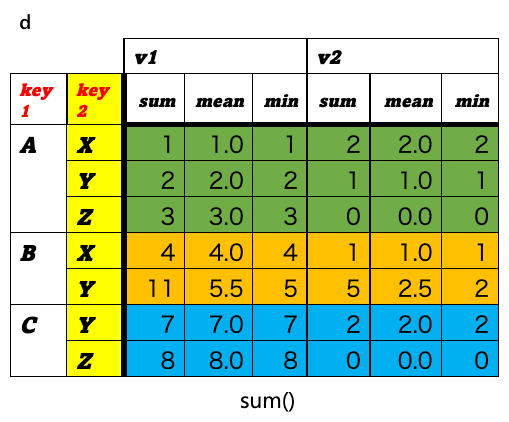 d
v1 v2
key 1 key 2 sum mean min sum mean min
A X 1 1.0 1 2 2.0 2
Y 2 2.0 2 1 1.0 1
Z 3 3.0 3 0 0.0 0
B X 4 4.0 4 1 1.0 1
Y 11 5.5 5 5 2.5 2
C Y 7 7.0 7 2 2.0 2
Z 8 8.0 8 0 0.0 0
sum()